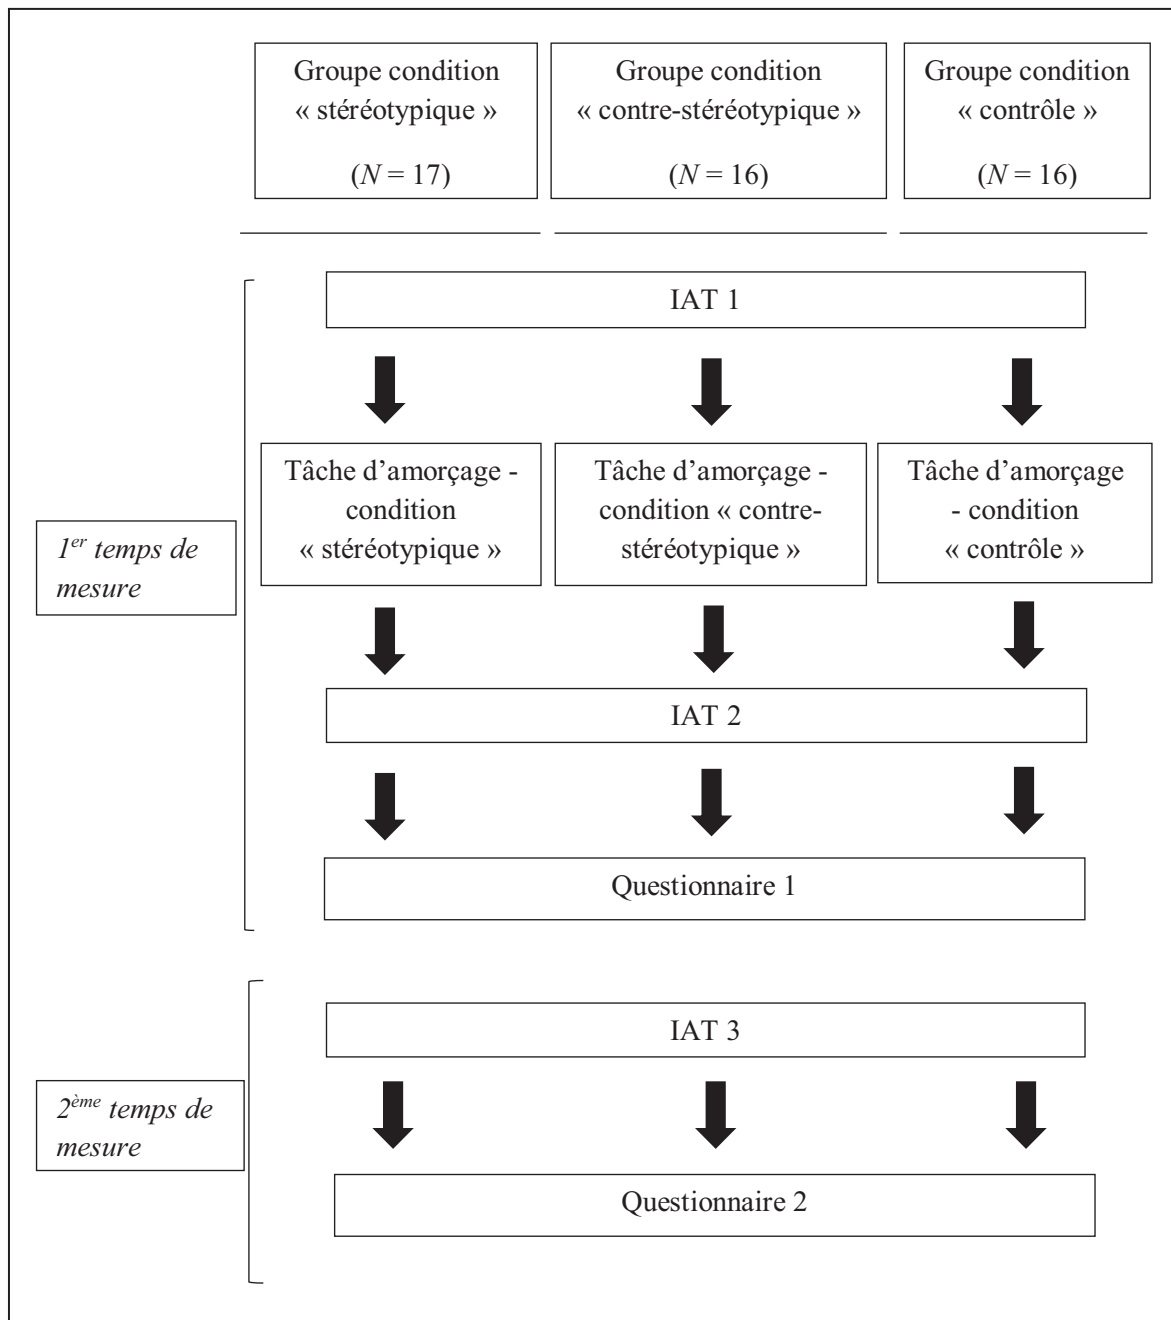 Groupe condition
« stéréotypique »
(N = 17)
Groupe condition
« contre-stéréotypique »
(N = 16)
Groupe condition
« contrôle »
(N = 16)
IAT 1
1er temps de
mesure
Tâche d'amorçage -
condition
« stéréotypique »
Tâche d'amorçage -
condition « contre-
stéréotypique »
Tâche d'amorçage
- condition
« contrôle »
IAT 2
Questionnaire 1
2ème temps de
mesure
IAT 3
Questionnaire 2